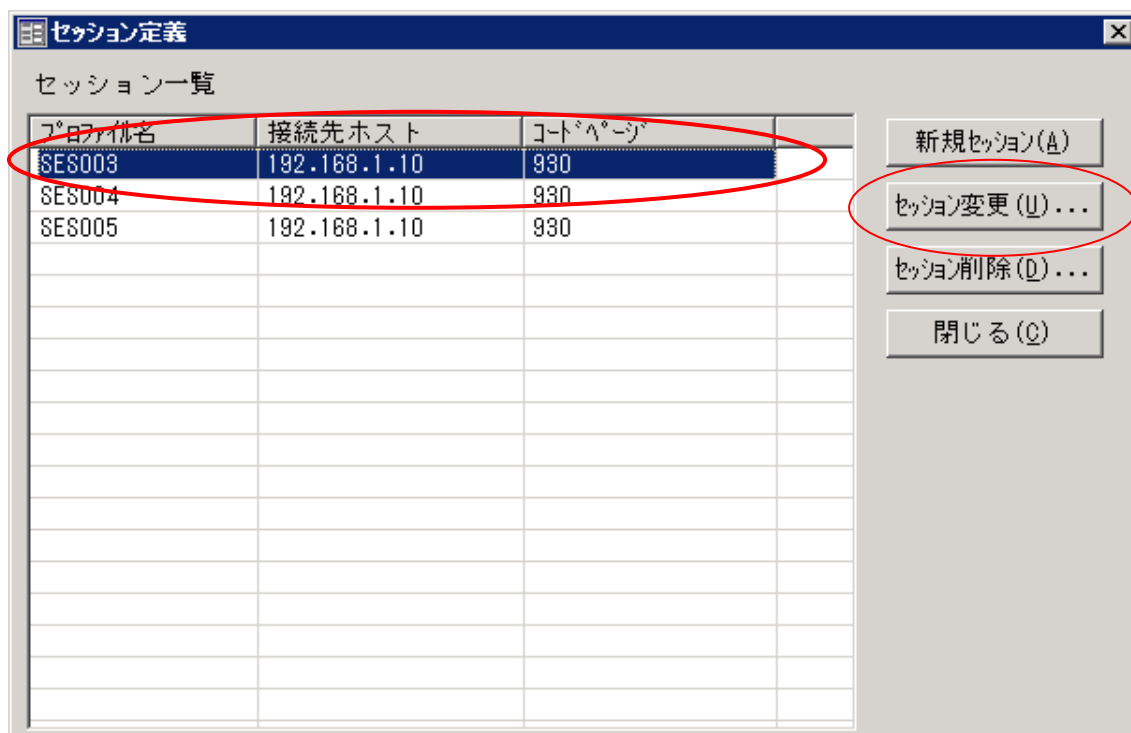 セッション定義
セッション一覧
プロファイル名 接続先ホスト コードページ
SES003 192.168.1.10 930
SES004 192.168.1.10 930
SES005 192.168.1.10 930
新規セッション(A)
セッション変更(U)...
セッション削除(D)...
閉じる(C)